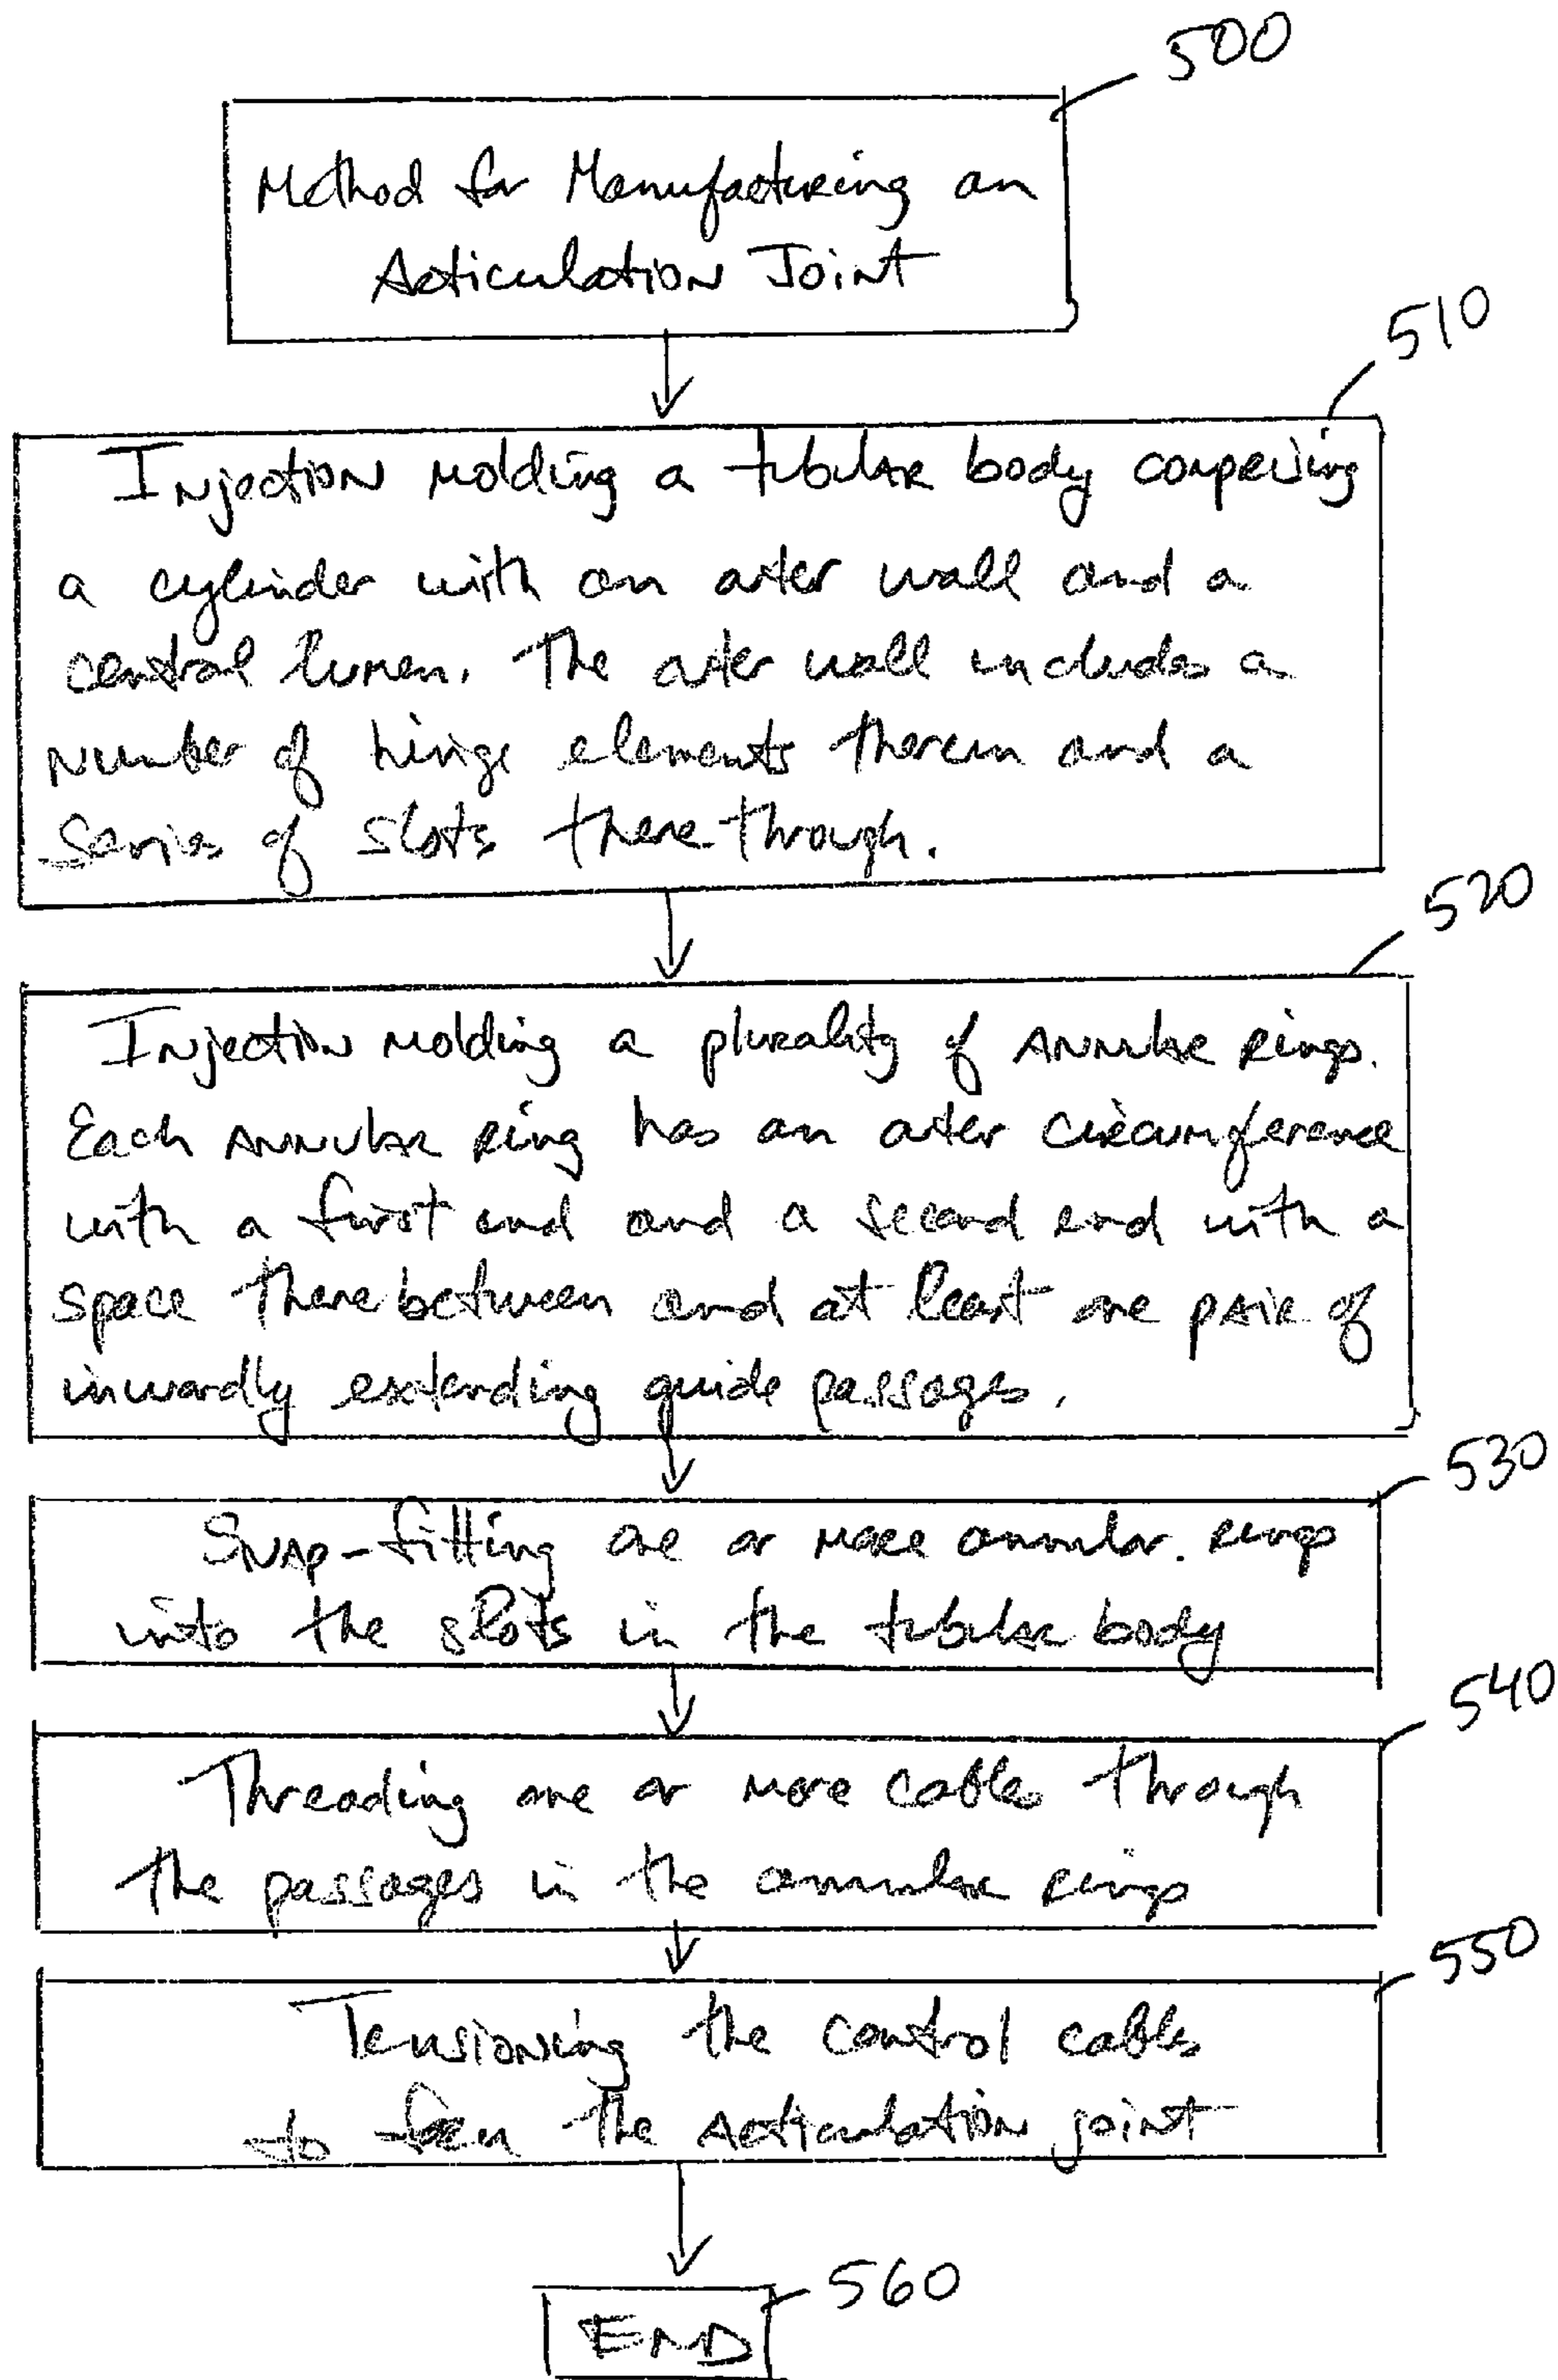 500
Method for Manufacturing an
Articulation Joint
510
Injection molding a tubular body comprising
a cylinder with an outer wall and a
central lumen. The outer wall includes a
number of hinge elements therein and a
series of slots there through.
520
Injection molding a plurality of annular rings.
Each annular ring has an outer circumference
with a first end and a second end with a
space there between and at least one pair of
inwardly extending guide passages.
530
Snap-fitting one or more annular. rings
into the slots in the tubular body
540
Threading one or more cables through
the passages in the annular rings
550
Tensioning the control cables
to form the articulation joint
560
END